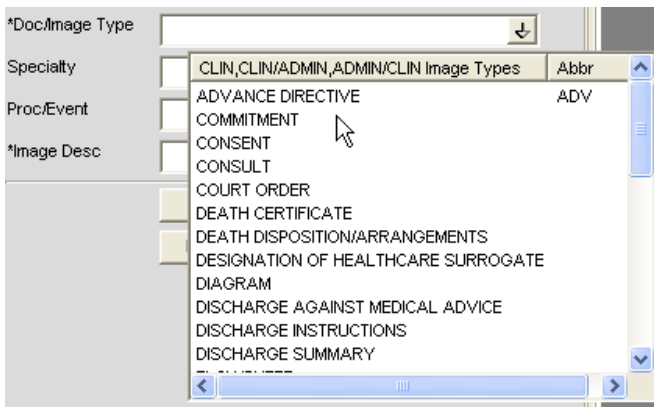 *Doc/Image Type
Specialty
Proc/Event
*Image Desc
CLIN,CLIN/ADMIN,ADMIN/CLIN Image Types Abbr
ADVANCE DIRECTIVE ADV
COMMITMENT
CONSENT
CONSULT
COURT ORDER
DEATH CERTIFICATE
DEATH DISPOSITION/ARRANGEMENTS
DESIGNATION OF HEALTHCARE SURROGATE
DIAGRAM
DISCHARGE AGAINST MEDICAL ADVICE
DISCHARGE INSTRUCTIONS
DISCHARGE SUMMARY